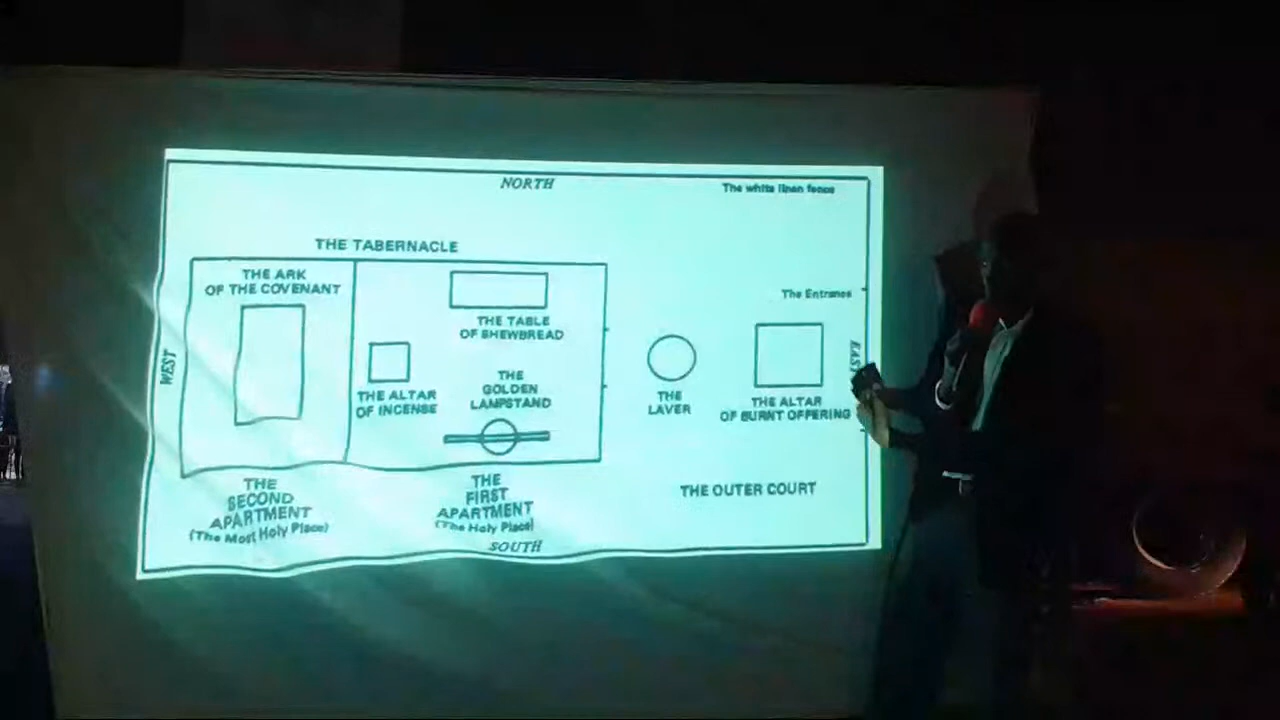 NORTH
The white linen fence
THE TABERNACLE
THE ARK
OF THE COVENANT
THE TABLE
OF SHEWBREAD
The Entrance
WEST
EAST
THE ALTAR
OF INCENSE
THE
GOLDEN
LAMPSTAND
THE
LAVER
THE ALTAR
OF BURNT OFFERING
THE
SECOND
APARTMENT
(The Most Holy Place)
THE
FIRST
APARTMENT
(The Holy Place)
THE OUTER COURT
SOUTH